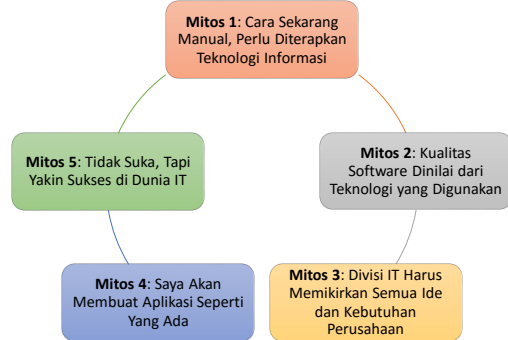 Mitos 1: Cara Sekarang
Manual, Perlu Diterapkan
Teknologi Informasi
Mitos 2: Kualitas
Software Dinilai dari
Teknologi yang Digunakan
Mitos 3: Divisi IT Harus
Memikirkan Semua Ide
dan Kebutuhan
Perusahaan
Mitos 4: Saya Akan
Membuat Aplikasi Seperti
Yang Ada
Mitos 5: Tidak Suka, Tapi
Yakin Sukses di Dunia IT